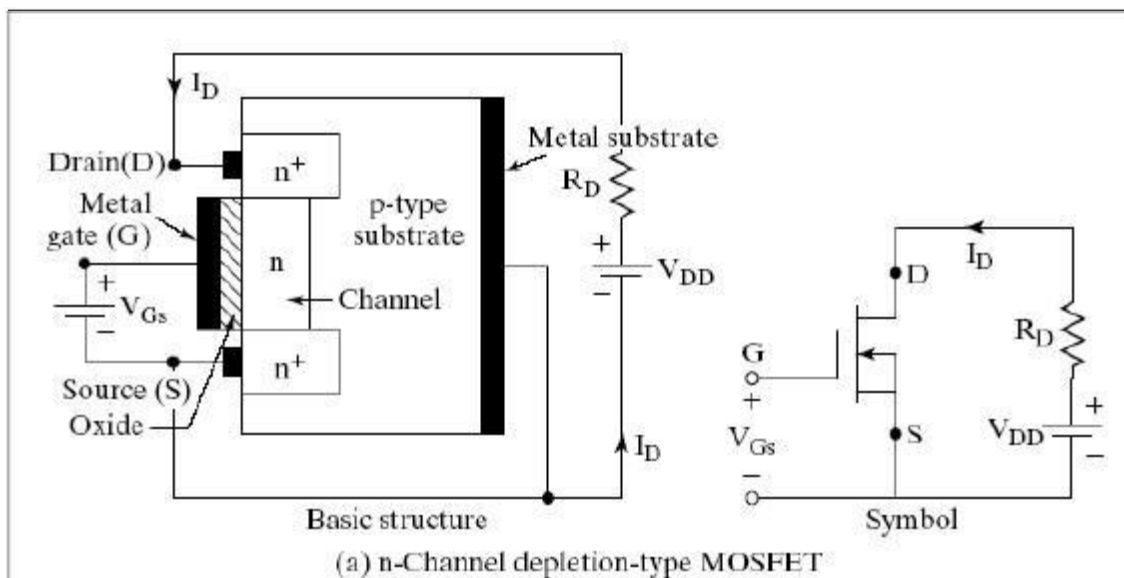 I_D
Drain(D)
n+
Metal substrate
R_D
Metal
gate (G)
p-type
substrate
n
+
V_DD
–
+
V_Gs
–
Channel
n+
Source (S)
Oxide
I_D
Basic structure
I_D
D
R_D
G
+
V_Gs
–
S
V_DD
+
–
Symbol
(a) n-Channel depletion-type MOSFET